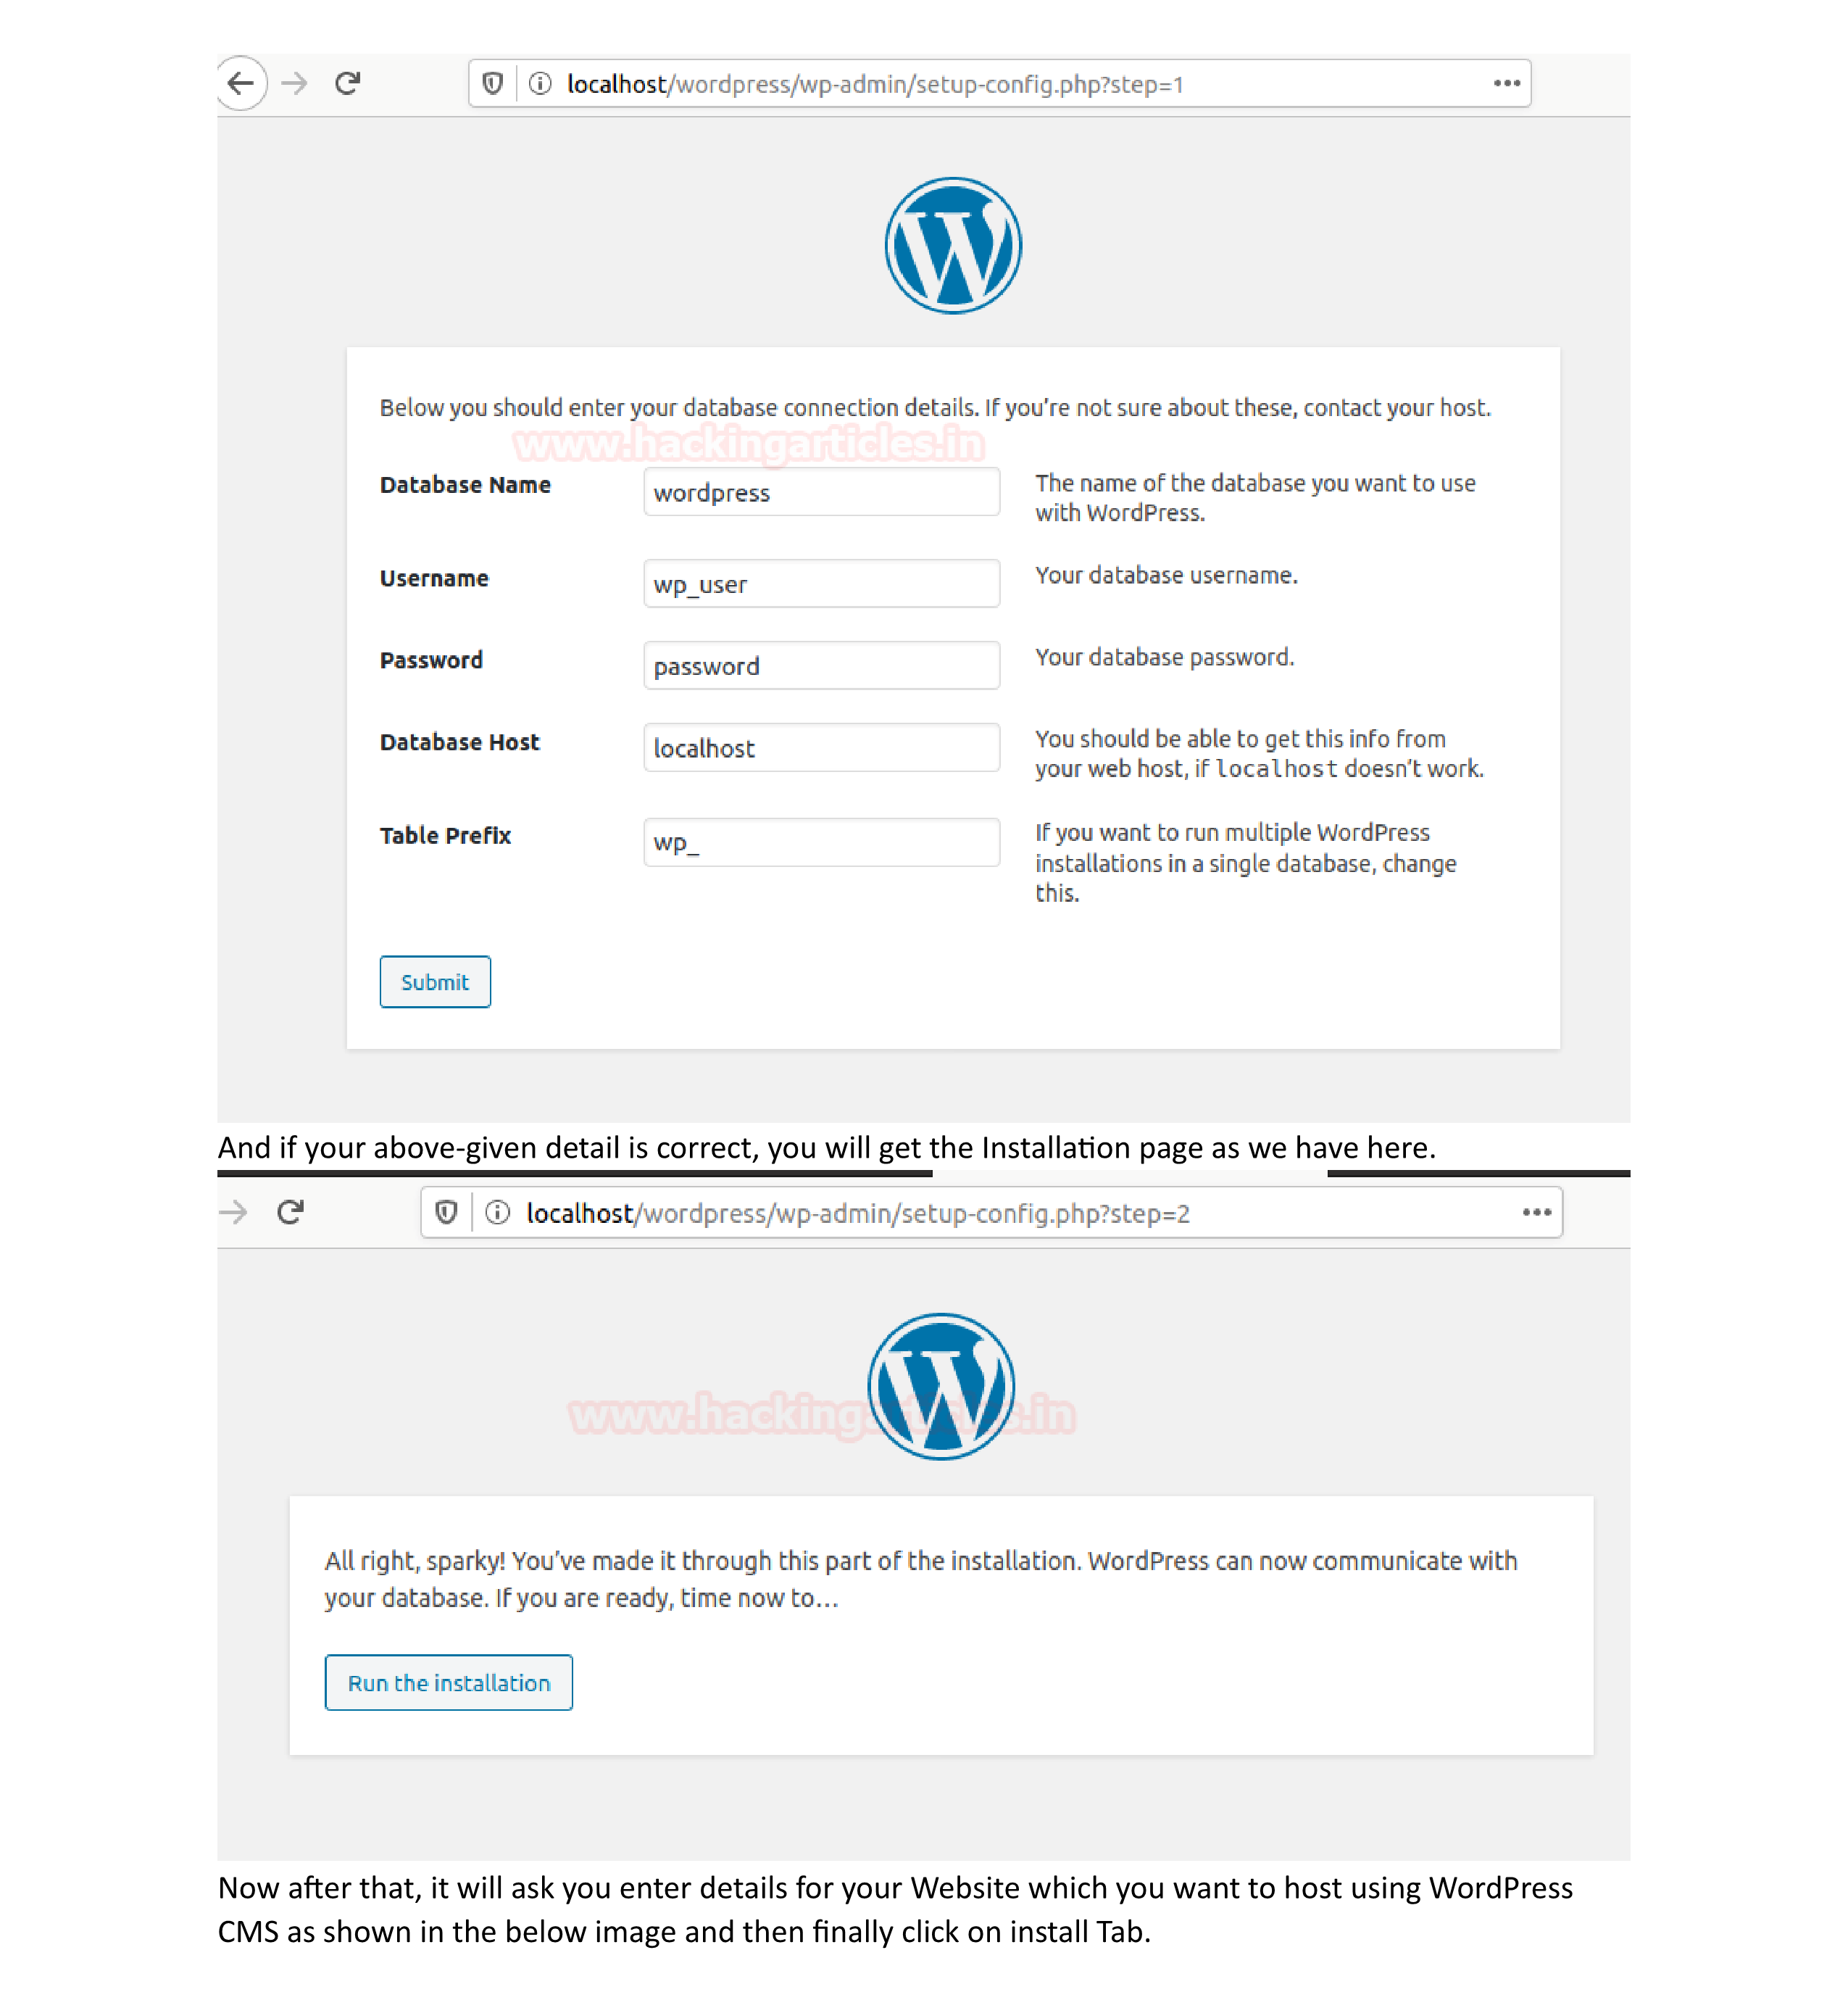 localhost/wordpress/wp-admin/setup-config.php?step=1
Below you should enter your database connection details. If you’re not sure about these, contact your host.
www.hackingarticles.in
Database Name
wordpress
The name of the database you want to use
with WordPress.
Username
wp_user
Your database username.
Password
password
Your database password.
Database Host
localhost
You should be able to get this info from
your web host, if localhost doesn’t work.
Table Prefix
wp_
If you want to run multiple WordPress
installations in a single database, change
this.
Submit
And if your above-given detail is correct, you will get the Installation page as we have here.
localhost/wordpress/wp-admin/setup-config.php?step=2
www.hackingarticles.in
All right, sparky! You’ve made it through this part of the installation. WordPress can now communicate with
your database. If you are ready, time now to…
Run the installation
Now after that, it will ask you enter details for your Website which you want to host using WordPress
CMS as shown in the below image and then finally click on install Tab.